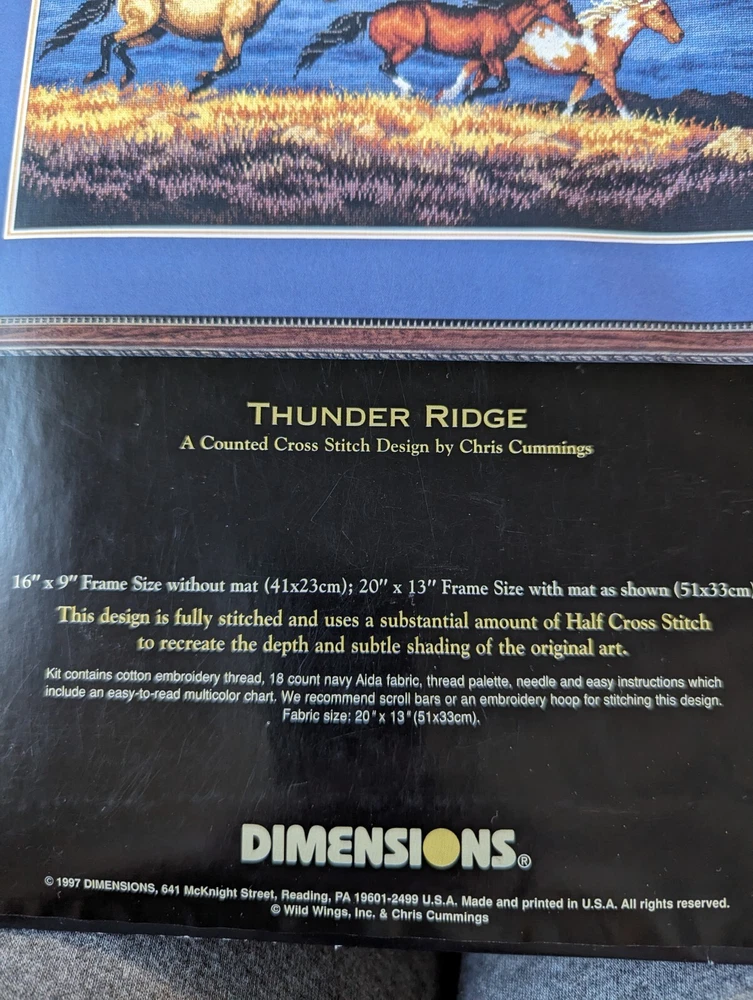 THUNDER RIDGE
A Counted Cross Stitch Design by Chris Cummings
16" x 9" Frame Size without mat (41x23cm); 20" x 13" Frame Size with mat as shown (51x33cm)
This design is fully stitched and uses a substantial amount of Half Cross Stitch
to recreate the depth and subtle shading of the original art.
Kit contains cotton embroidery thread, 18 count navy Aida fabric, thread palette, needle and easy instructions which
include an easy-to-read multicolor chart. We recommend scroll bars or an embroidery hoop for stitching this design.
Fabric size: 20" x 13" (51x33cm).
DIMENSIONS®
© 1997 DIMENSIONS, 641 McKnight Street, Reading, PA 19601-2499 U.S.A. Made and printed in U.S.A. All rights reserved.
© Wild Wings, Inc. & Chris Cummings